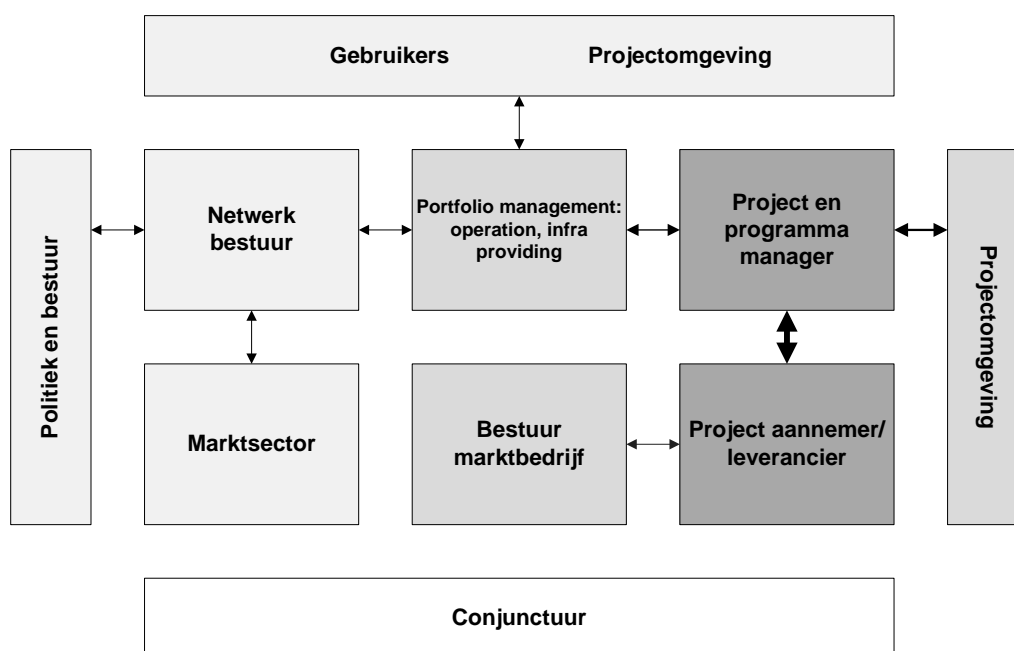 Gebruikers Projectomgeving
Politiek en bestuur
Netwerk
bestuur
Portfolio management:
operation, infra
providing
Project en
programma
manager
Projectomgeving
Marktsector
Bestuur
marktbedrijf
Project aannemer/
leverancier
Conjunctuur